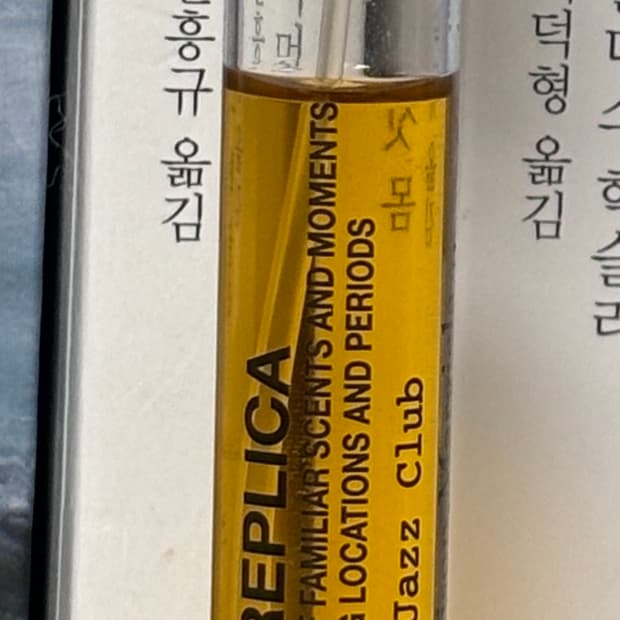 홍규 옮김
REPLICA
FAMILIAR SCENTS AND MOMENTS
LOCATIONS AND PERIODS
Jazz Club
덕형 옮김